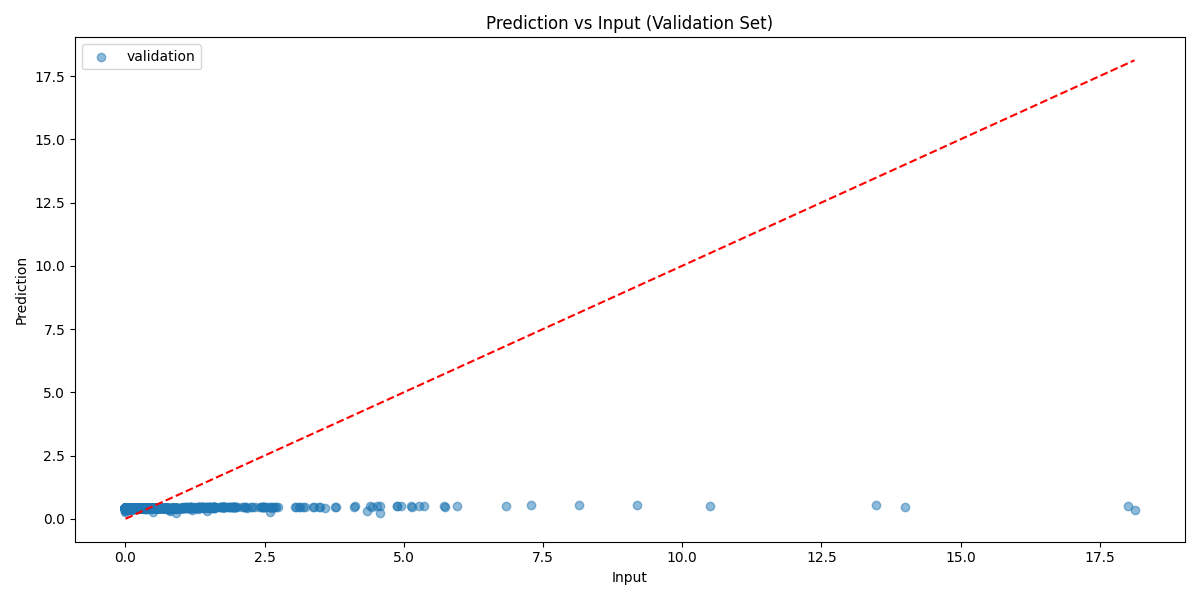 Prediction vs Input (Validation Set)
validation
17.5
15.0
12.5
10.0
7.5
5.0
2.5
0.0
Prediction
0.0 2.5 5.0 7.5 10.0 12.5 15.0 17.5
Input